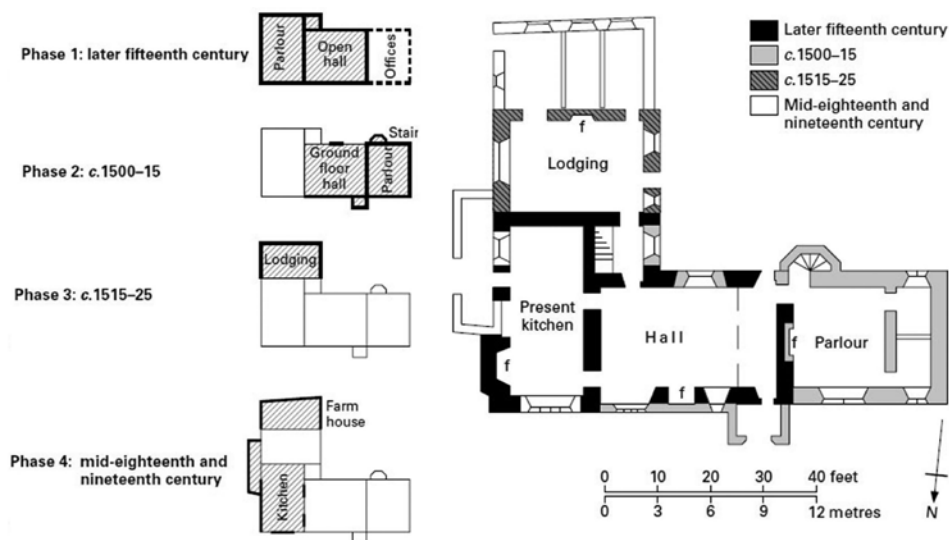 Phase 1: later fifteenth century
Parlour
Open
hall
Offices
Phase 2: c.1500–15
Stair
Ground
floor
hall
Parlour
Phase 3: c.1515–25
Lodging
Phase 4: mid-eighteenth and
nineteenth century
Farm
house
Kitchen
Later fifteenth century
c.1500–15
c.1515–25
Mid-eighteenth and
nineteenth century
f
Lodging
Present
kitchen
f
Hall
f
f
Parlour
0 10 20 30 40 feet
0 3 6 9 12 metres
N